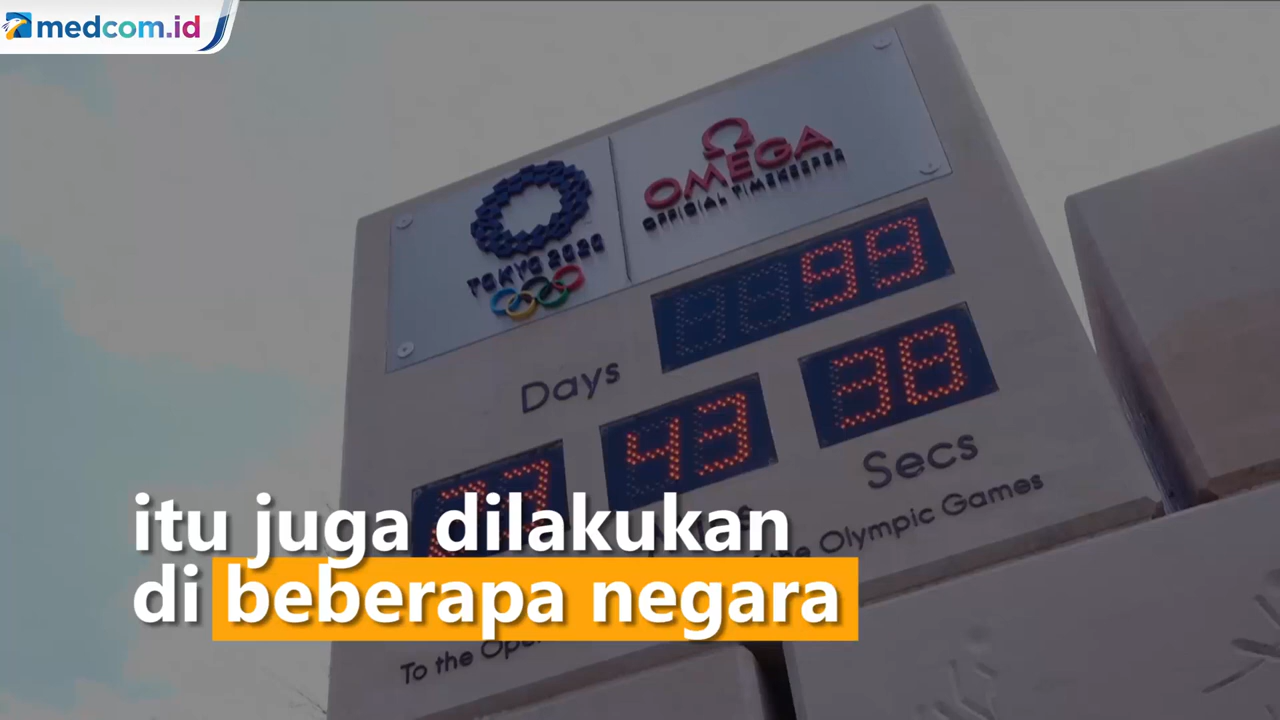 medcom.id
TOKYO 2020
OMEGA
OFFICIAL TIMEKEEPER
99
Days
43
38
Secs
the Olympic Games
To the
itu juga dilakukan
di beberapa negara